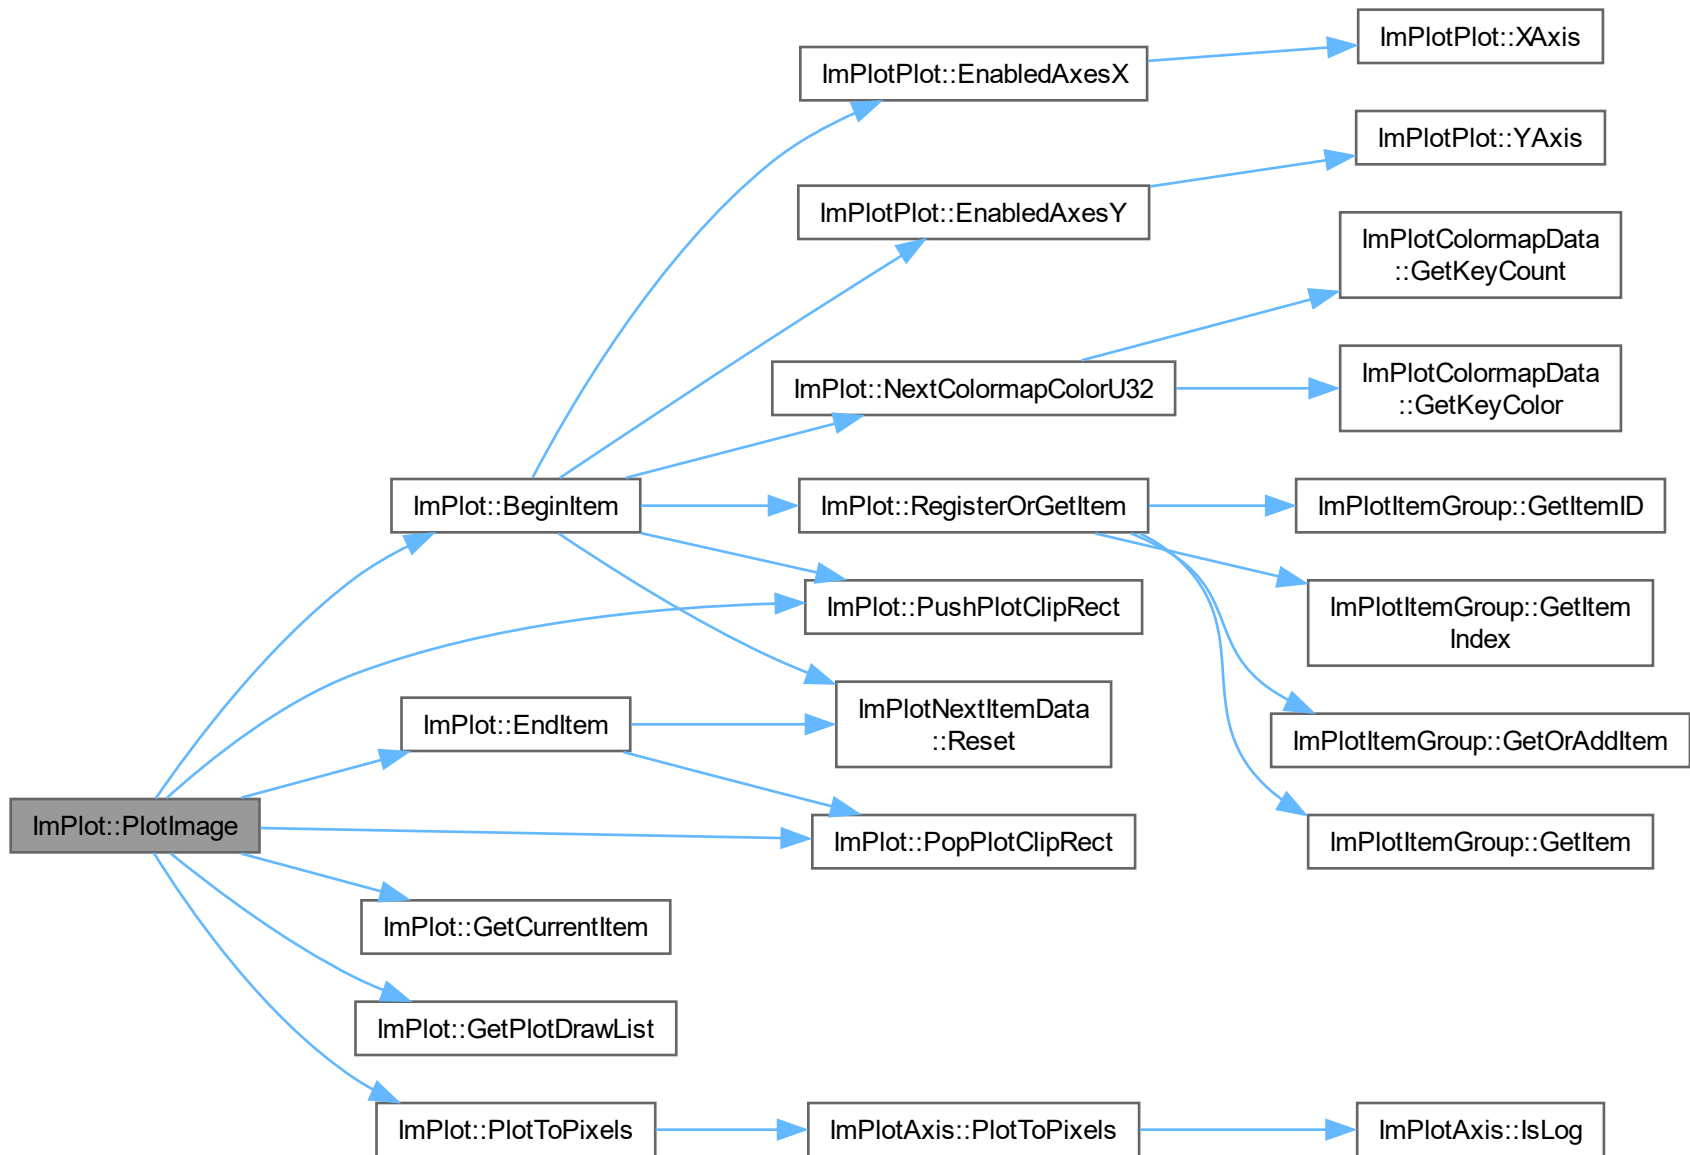 ImPlot::PlotImage
ImPlot::BeginItem
ImPlot::EndItem
ImPlot::GetCurrentItem
ImPlot::GetPlotDrawList
ImPlot::PlotToPixels
ImPlotPlot::EnabledAxesX
ImPlotPlot::EnabledAxesY
ImPlot::NextColormapColorU32
ImPlot::RegisterOrGetItem
ImPlot::PushPlotClipRect
ImPlotNextItemData
::Reset
ImPlot::PopPlotClipRect
ImPlotAxis::PlotToPixels
ImPlotPlot::XAxis
ImPlotPlot::YAxis
ImPlotColormapData
::GetKeyCount
ImPlotColormapData
::GetKeyColor
ImPlotItemGroup::GetItemID
ImPlotItemGroup::GetItem
Index
ImPlotItemGroup::GetOrAddItem
ImPlotItemGroup::GetItem
ImPlotAxis::IsLog